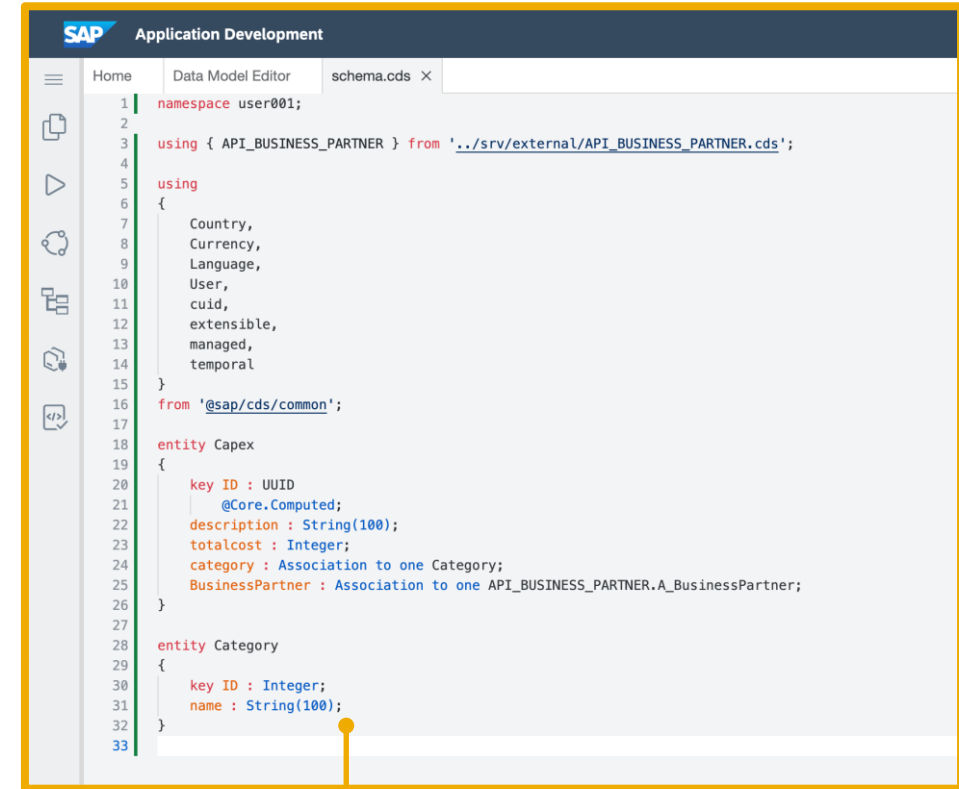 SAP Application Development
Home Data Model Editor schema.cds ×
1 namespace user001;
2
3 using { API_BUSINESS_PARTNER } from '../srv/external/API_BUSINESS_PARTNER.cds';
4
5 using
6 {
7 Country,
8 Currency,
9 Language,
10 User,
11 cuid,
12 extensible,
13 managed,
14 temporal
15 }
16 from '@sap/cds/common';
17
18 entity Capex
19 {
20 key ID : UUID
21 @Core.Computed;
22 description : String(100);
23 totalcost : Integer;
24 category : Association to one Category;
25 BusinessPartner : Association to one API_BUSINESS_PARTNER.A_BusinessPartner;
26 }
27
28 entity Category
29 {
30 key ID : Integer;
31 name : String(100);
32 }
33